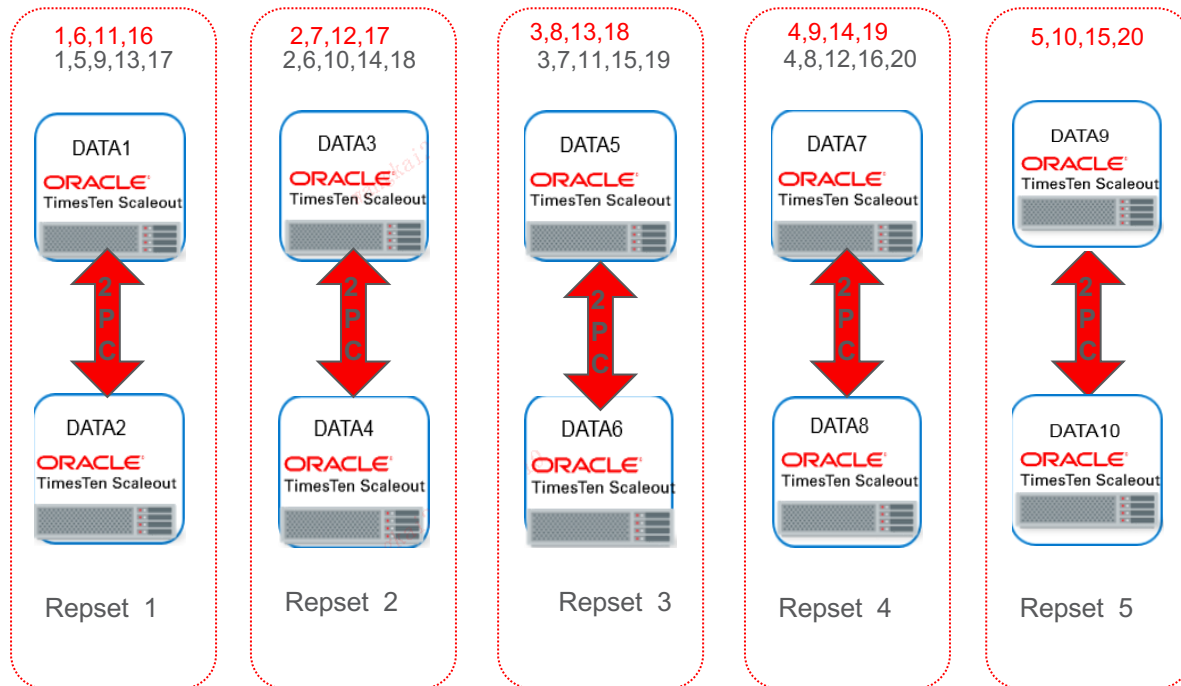 1,6,11,16
1,5,9,13,17
DATA1
ORACLE
TimesTen Scaleout
2
P
C
DATA2
ORACLE
TimesTen Scaleout
Repset 1
2,7,12,17
2,6,10,14,18
DATA3
ORACLE
TimesTen Scaleout
2
P
C
DATA4
ORACLE
TimesTen Scaleout
Repset 2
3,8,13,18
3,7,11,15,19
DATA5
ORACLE
TimesTen Scaleout
2
P
C
DATA6
ORACLE
TimesTen Scaleout
Repset 3
4,9,14,19
4,8,12,16,20
DATA7
ORACLE
TimesTen Scaleout
2
P
C
DATA8
ORACLE
TimesTen Scaleout
Repset 4
5,10,15,20
DATA9
ORACLE
TimesTen Scaleout
2
P
C
DATA10
ORACLE
TimesTen Scaleout
Repset 5